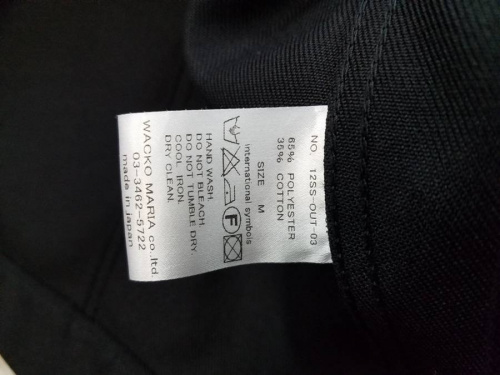 NO. 12SS-OUT-03
65% POLYESTER
35% COTTON
SIZE M
international symbols
F
HAND WASH.
DO NOT BLEACH.
COOL IRON.
DO NOT TUMBLE DRY
DRY CLEAN.
WACKO MARIA co.,ltd.
03-3462-5722
made in japan